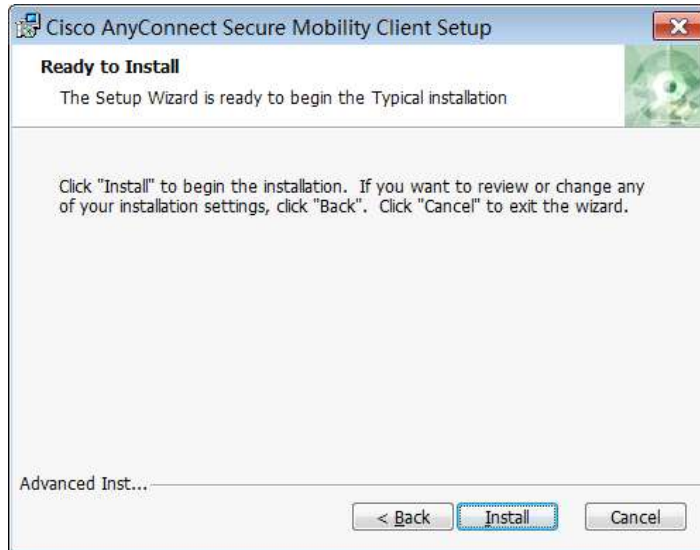 Cisco AnyConnect Secure Mobility Client Setup
Ready to Install
The Setup Wizard is ready to begin the Typical installation
Click "Install" to begin the installation.  If you want to review or change any
of your installation settings, click "Back".  Click "Cancel" to exit the wizard.
Advanced Inst...
< Back
Install
Cancel